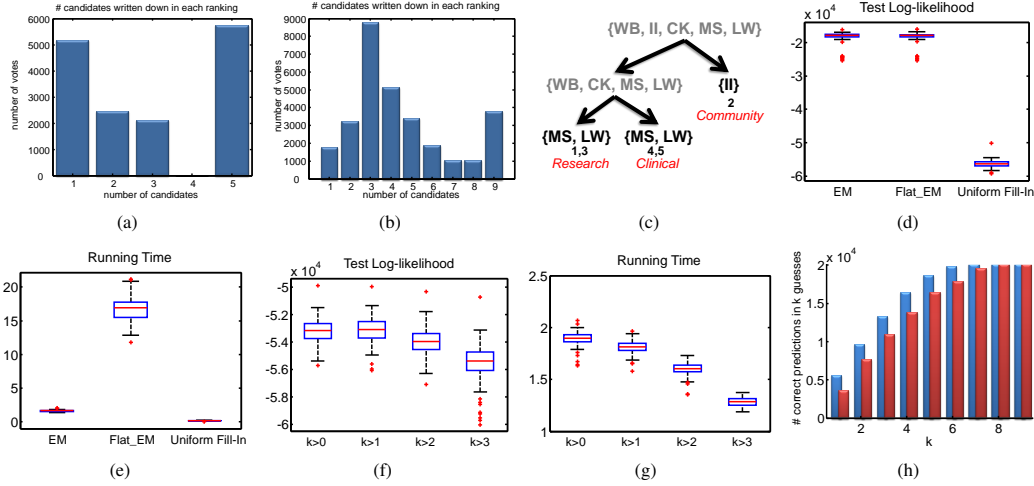 # candidates written down in each ranking
6000
5000
4000
3000
2000
1000
0
number of votes
1 2 3 4 5
number of candidates
(a)
# candidates written down in each ranking
9000
8000
7000
6000
5000
4000
3000
2000
1000
0
number of votes
1 2 3 4 5 6 7 8 9
number of candidates
(b)
{WB, II, CK, MS, LW}
{WB, CK, MS, LW}
{II}
2
Community
{MS, LW}
1,3
Research
{MS, LW}
4,5
Clinical
(c)
x 10⁴
Test Log-likelihood
-2
-3
-4
-5
-6
EM Flat_EM Uniform Fill-In
(d)
Running Time
20
15
10
5
0
EM Flat_EM Uniform Fill-In
(e)
x 10⁴
Test Log-likelihood
-5
-5.2
-5.4
-5.6
-5.8
-6
k>0 k>1 k>2 k>3
(f)
Running Time
2.5
2
1.5
1
k>0 k>1 k>2 k>3
(g)
x 10⁴
2
1.5
1
0.5
0
# correct predictions in k guesses
2 4 6 8
k
(h)